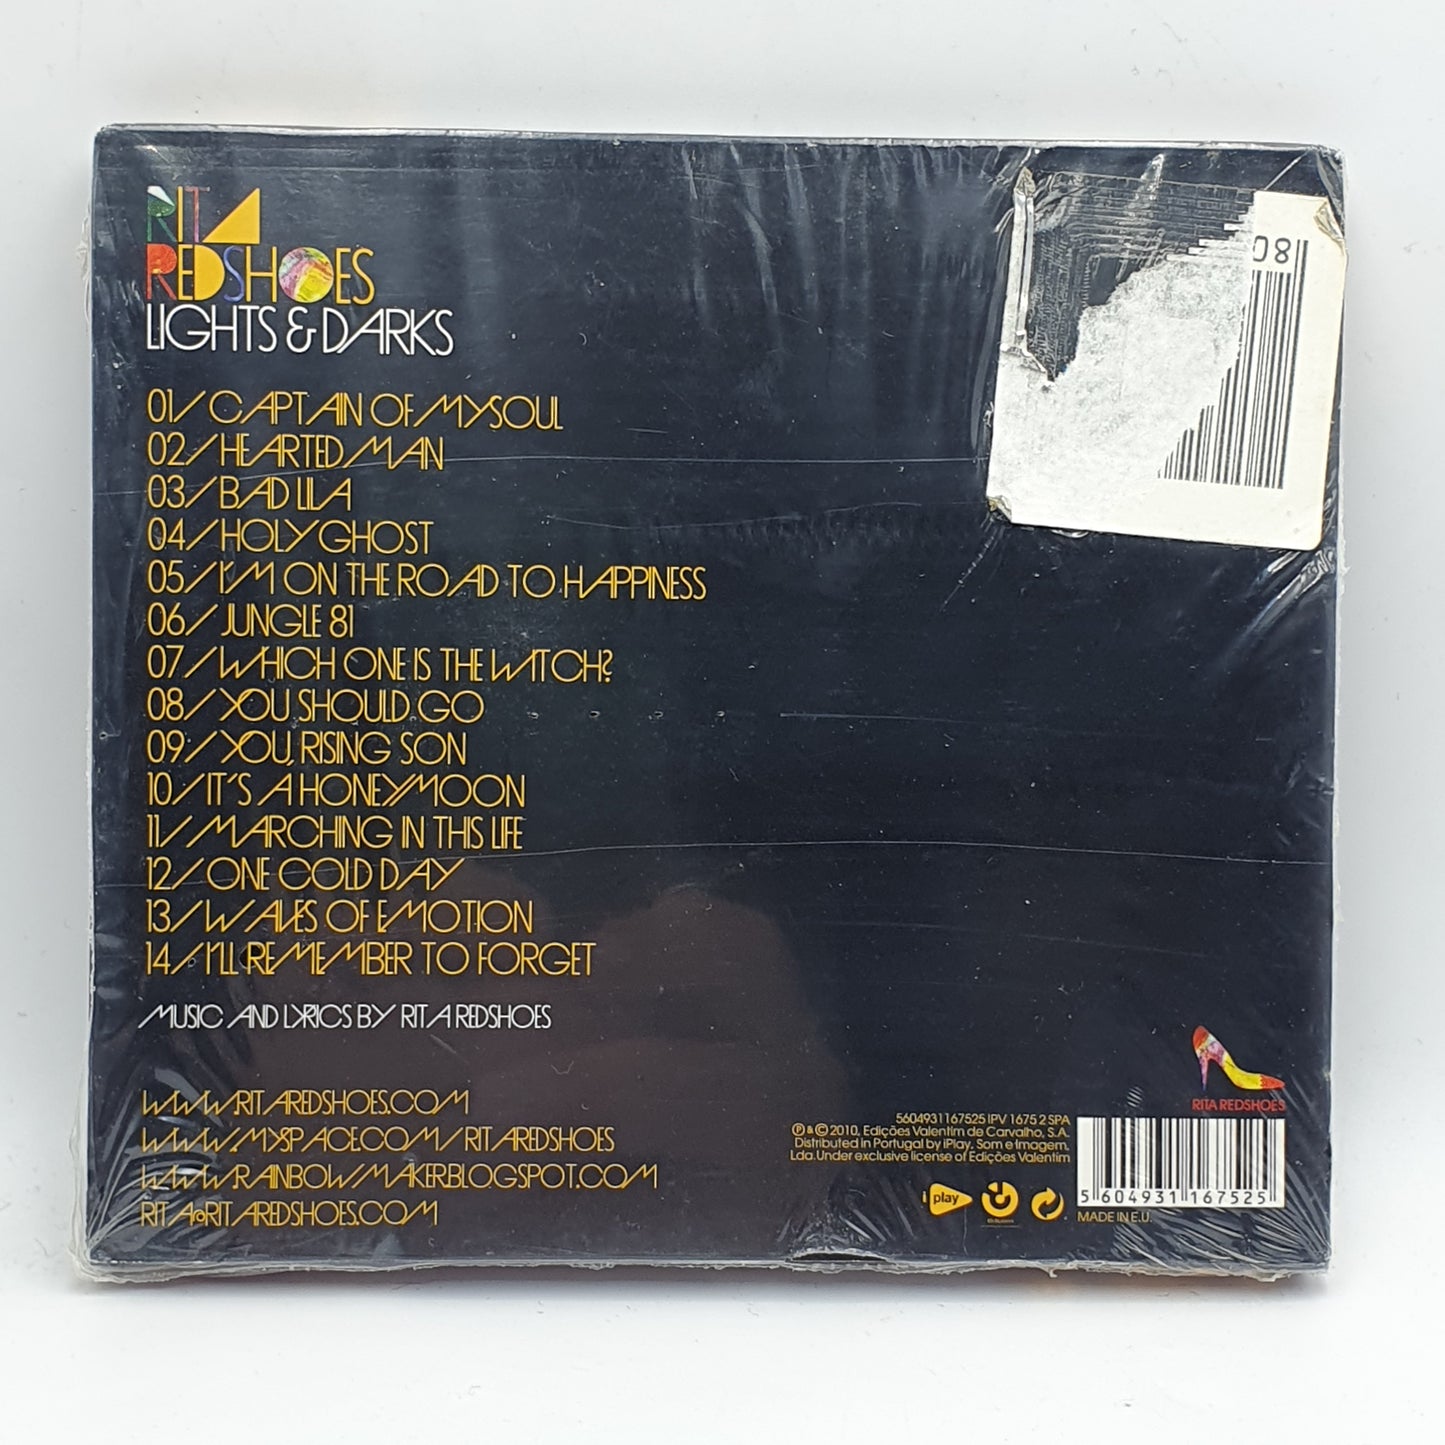 RITA
REDSHOES
LIGHTS & DARKS
01/ CAPTAIN OF MY SOUL
02/ HEARTED MAN
03/ BAD LILA
04/ HOLY GHOST
05/ I'M ON THE ROAD TO HAPPINESS
06/ JUNGLE 81
07/ WHICH ONE IS THE WITCH?
08/ YOU SHOULD GO
09/ YOU, RISING SON
10/ IT'S A HONEYMOON
11/ MARCHING IN THIS LIFE
12/ ONE COLD DAY
13/ WAVES OF EMOTION
14/ I'LL REMEMBER TO FORGET
MUSIC AND LYRICS BY RITA REDSHOES
WWW.RITAREDSHOES.COM
WWW.MYSPACE.COM/RITAREDSHOES
WWW.RAINBOWMAKER.BLOGSPOT.COM
RITA@RITAREDSHOES.COM
08
RITA REDSHOES
5604931167525 IPV 1675 2 SPA
℗ & © 2010, Edições Valentim de Carvalho, S.A.
Distributed in Portugal by iPlay, Som e Imagem,
Lda. Under exclusive license of Edições Valentim
i play
5 604931 167525
MADE IN E.U.